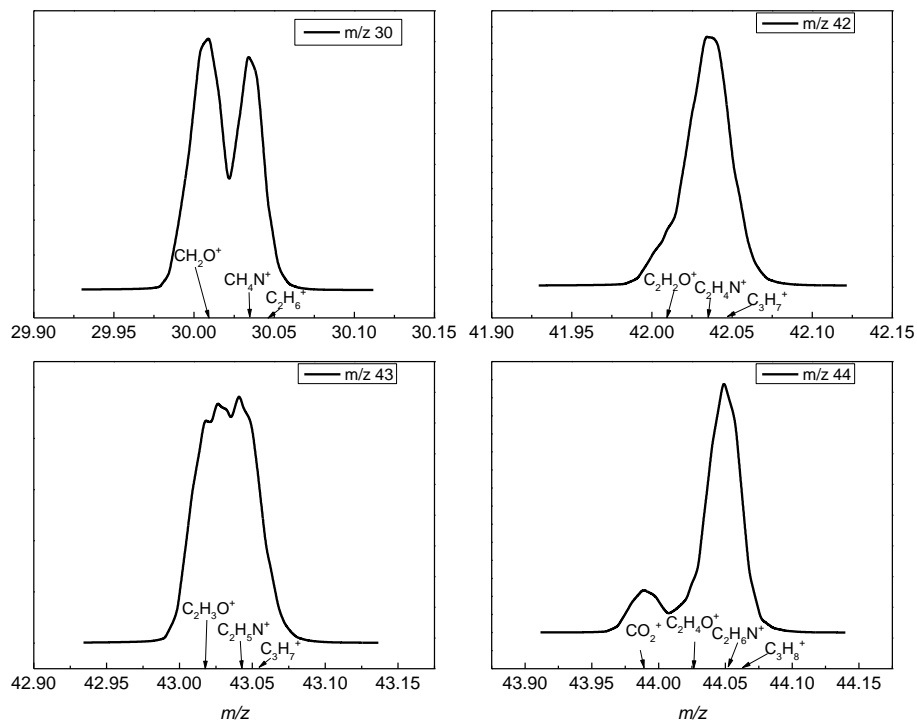 m/z 30
CH₂O⁺
CH₄N⁺
C₂H₆⁺
29.90 29.95 30.00 30.05 30.10 30.15
m/z 42
C₂H₂O⁺ C₂H₄N⁺
C₃H₇⁺
41.90 41.95 42.00 42.05 42.10 42.15
m/z 43
C₂H₃O⁺
C₂H₅N⁺
C₃H₇⁺
42.90 43.00 43.05 43.10 43.15
m/z
m/z 44
CO₂⁺ C₂H₄O⁺ C₂H₆N⁺
C₃H₈⁺
43.90 43.95 44.00 44.05 44.10 44.15
m/z